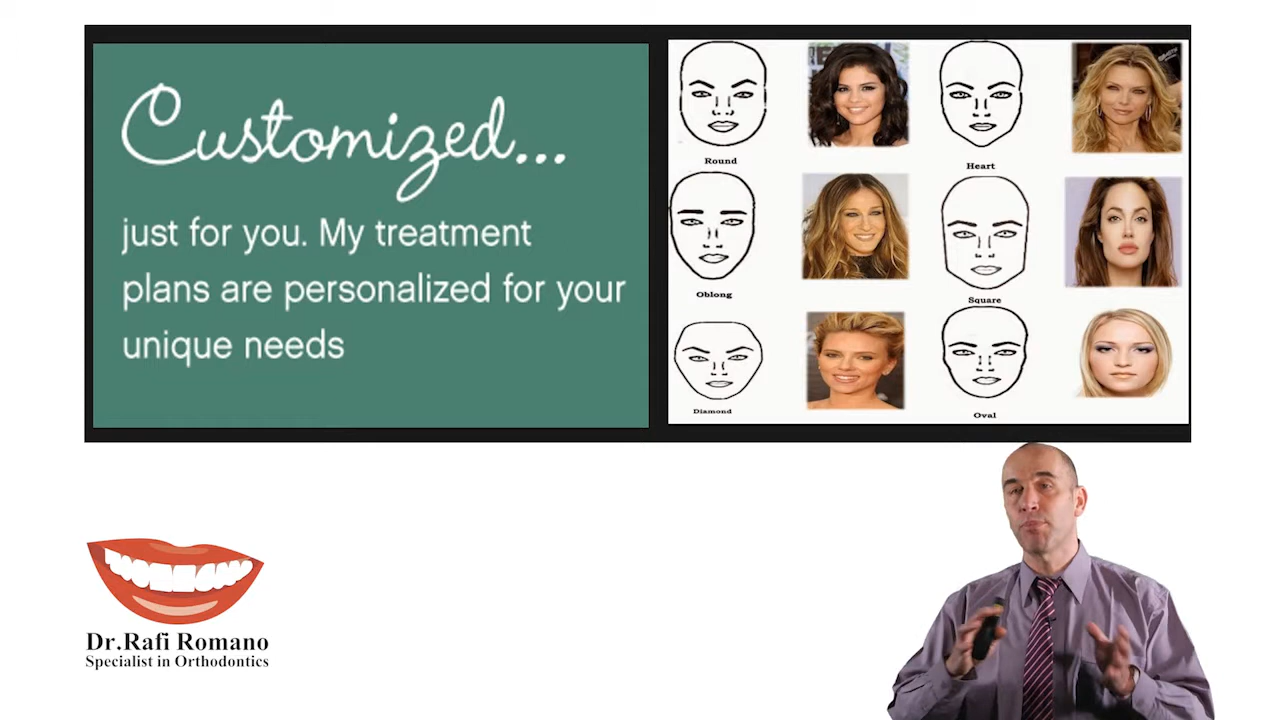 Customized...
just for you. My treatment
plans are personalized for your
unique needs
Round
Heart
Oblong
Square
Diamond
Oval
Dr.Rafi Romano
Specialist in Orthodontics